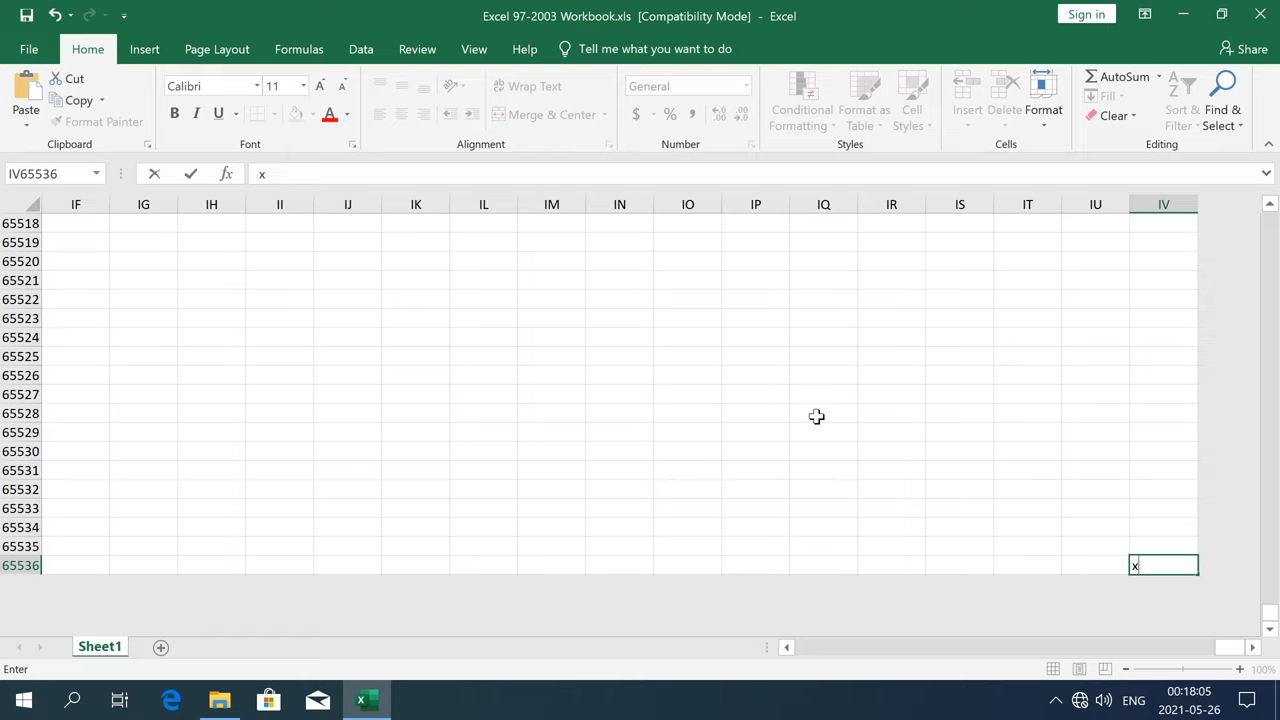 Excel 97-2003 Workbook.xls [Compatibility Mode] - Excel
Sign in
File Home Insert Page Layout Formulas Data Review View Help Tell me what you want to do Share
Paste
Cut
Copy
Format Painter
Clipboard
Calibri 11
B I U A
Font
Wrap Text
Merge & Center
Alignment
General
$ % ,
Number
Conditional Formatting
Format as Table
Cell Styles
Styles
Insert Delete Format
Cells
AutoSum
Fill
Clear
Sort & Filter
Find & Select
Editing
IV65536 fx x
IF IG IH II IJ IK IL IM IN IO IP IQ IR IS IT IU IV
65518
65519
65520
65521
65522
65523
65524
65525
65526
65527
65528
65529
65530
65531
65532
65533
65534
65535
65536 x
Sheet1
Enter 100%
ENG 00:18:05
2021-05-26